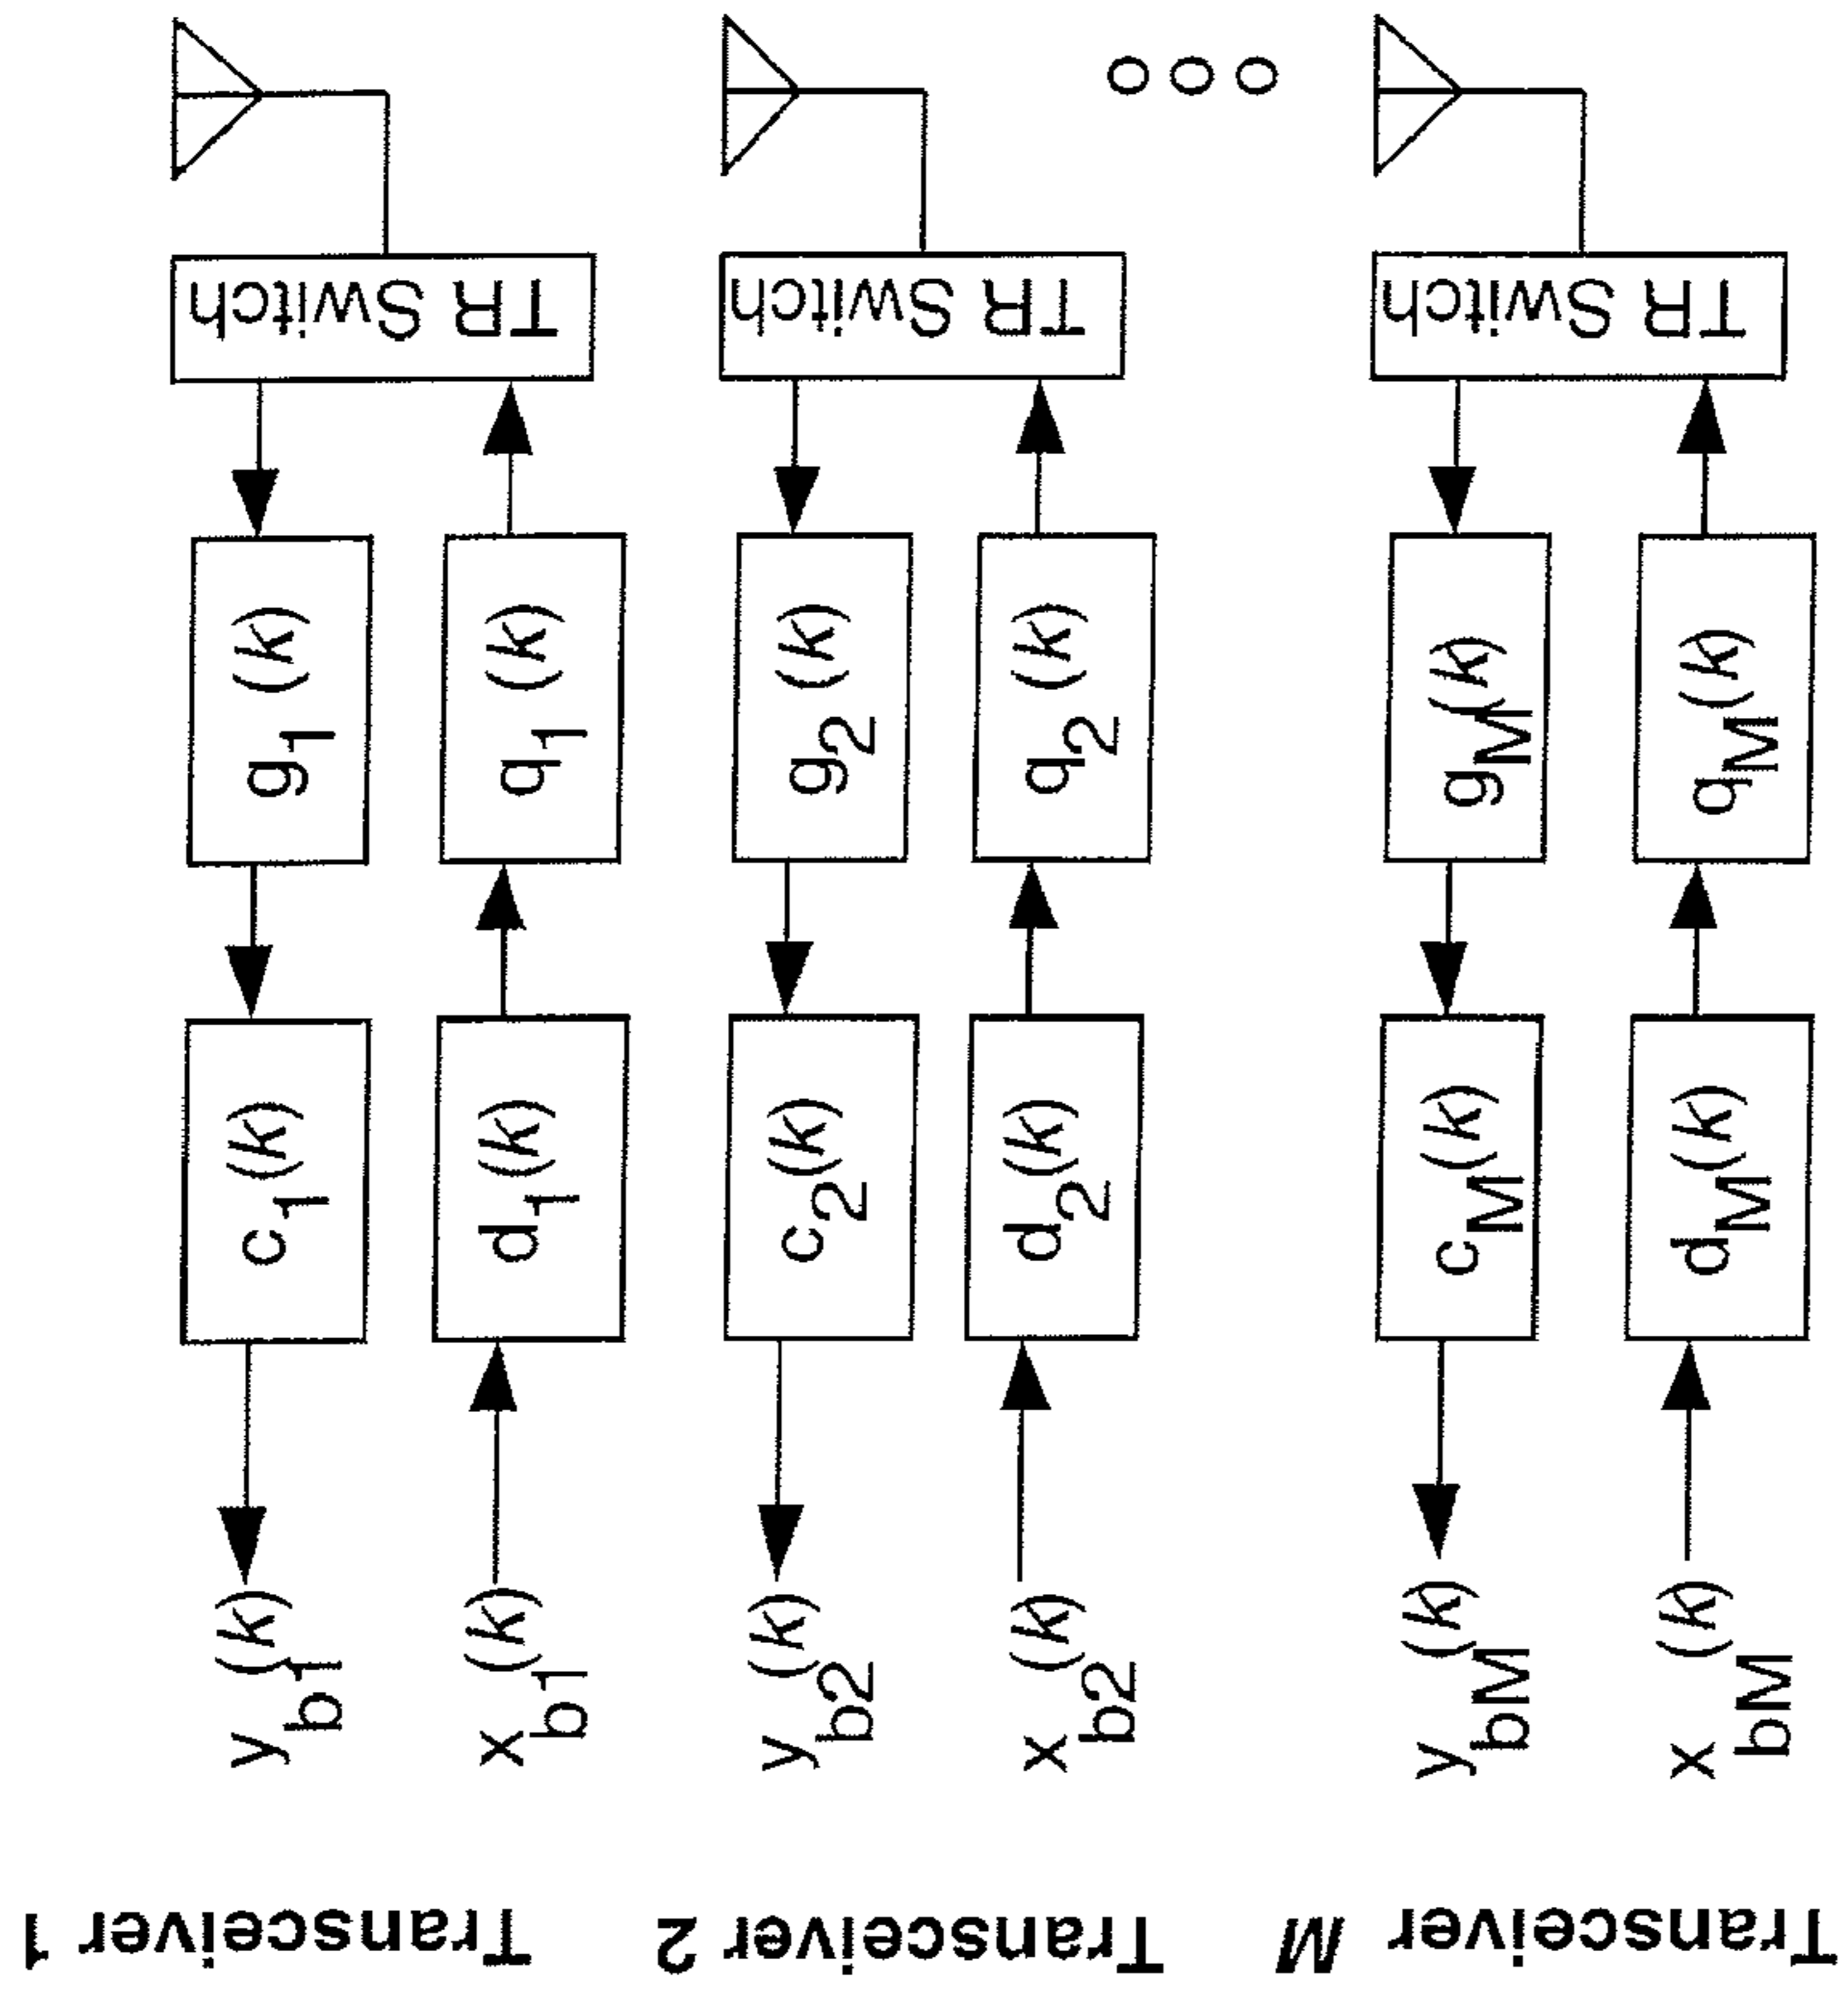 Transceiver 1
y_b1(k)
c_1(k)
g_1(k)
TR Switch
x_b1(k)
d_1(k)
q_1(k)
Transceiver 2
y_b2(k)
c_2(k)
g_2(k)
TR Switch
x_b2(k)
d_2(k)
q_2(k)
Transceiver M
y_bM(k)
c_M(k)
g_M(k)
TR Switch
x_bM(k)
d_M(k)
q_M(k)